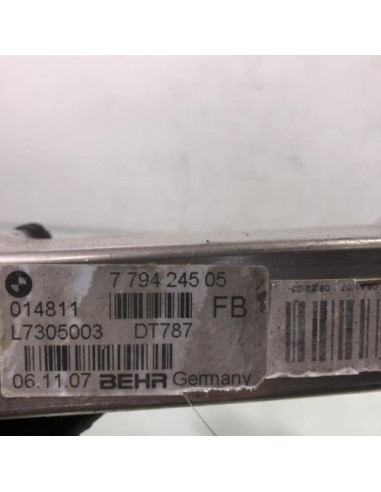 7 794 245 05
014811
FB
L7305003 DT787
06.11.07 BEHR Germany